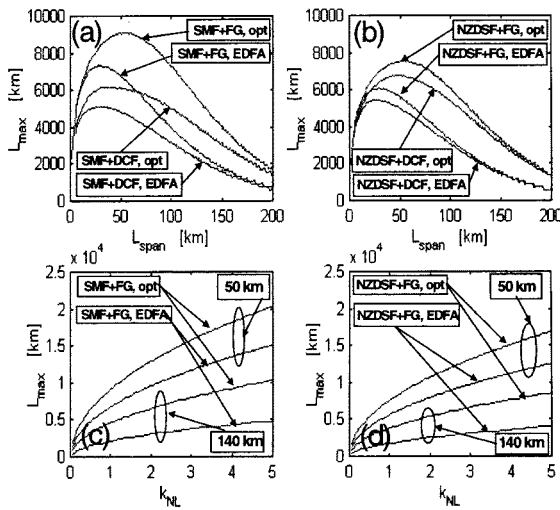 (a)
10000
8000
6000
4000
2000
0
L_max [km]
SMF+FG, opt
SMF+FG, EDFA
SMF+DCF, opt
SMF+DCF, EDFA
0 50 100 150 200
L_span [km]
(b)
10000
8000
6000
4000
2000
0
L_max [km]
NZDSF+FG, opt
NZDSF+FG, EDFA
NZDSF+DCF, opt
NZDSF+DCF, EDFA
0 50 100 150 200
L_span [km]
x 10^4
2.5
2
1.5
1
0.5
0
L_max [km]
SMF+FG, opt
50 km
SMF+FG, EDFA
(c)
140 km
0 1 2 3 4 5
k_NL
x 10^4
2.5
2
1.5
1
0.5
0
L_max [km]
NZDSF+FG, opt
50 km
NZDSF+FG, EDFA
(d)
140 km
0 1 2 3 4 5
k_NL